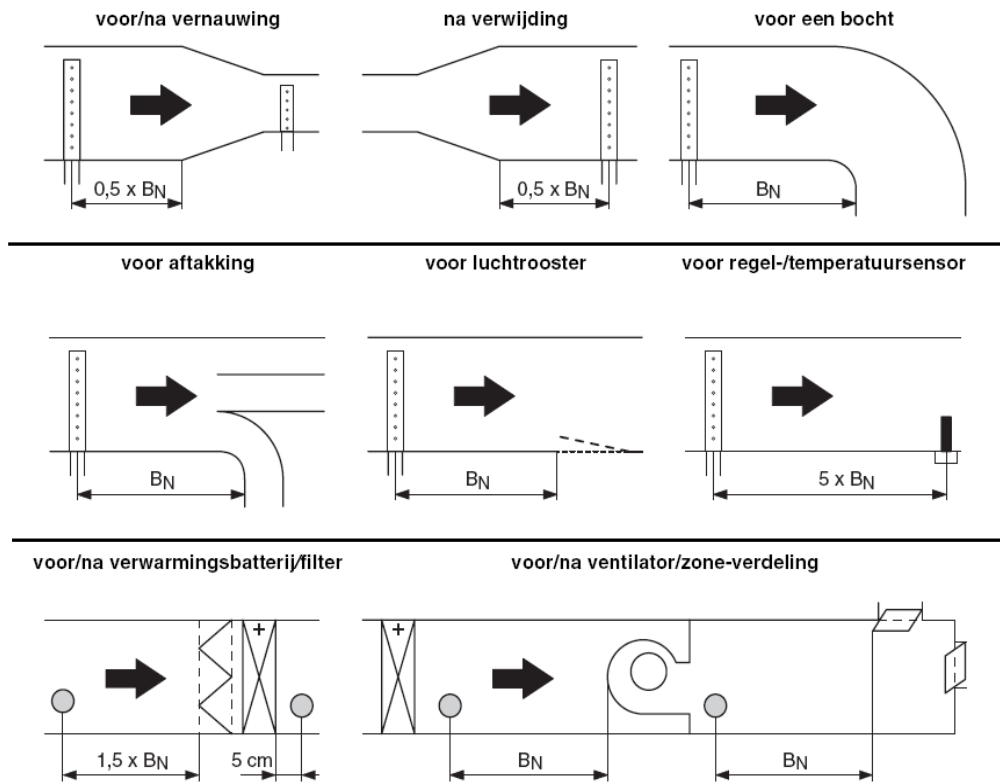 voor/na vernauwing
na verwijding
voor een bocht
0,5 x BN
0,5 x BN
BN
voor aftakking
voor luchtrooster
voor regel-/temperatuursensor
BN
BN
5 x BN
voor/na verwarmingsbatterij/filter
voor/na ventilator/zone-verdeling
+
+
1,5 x BN
5 cm
BN
BN